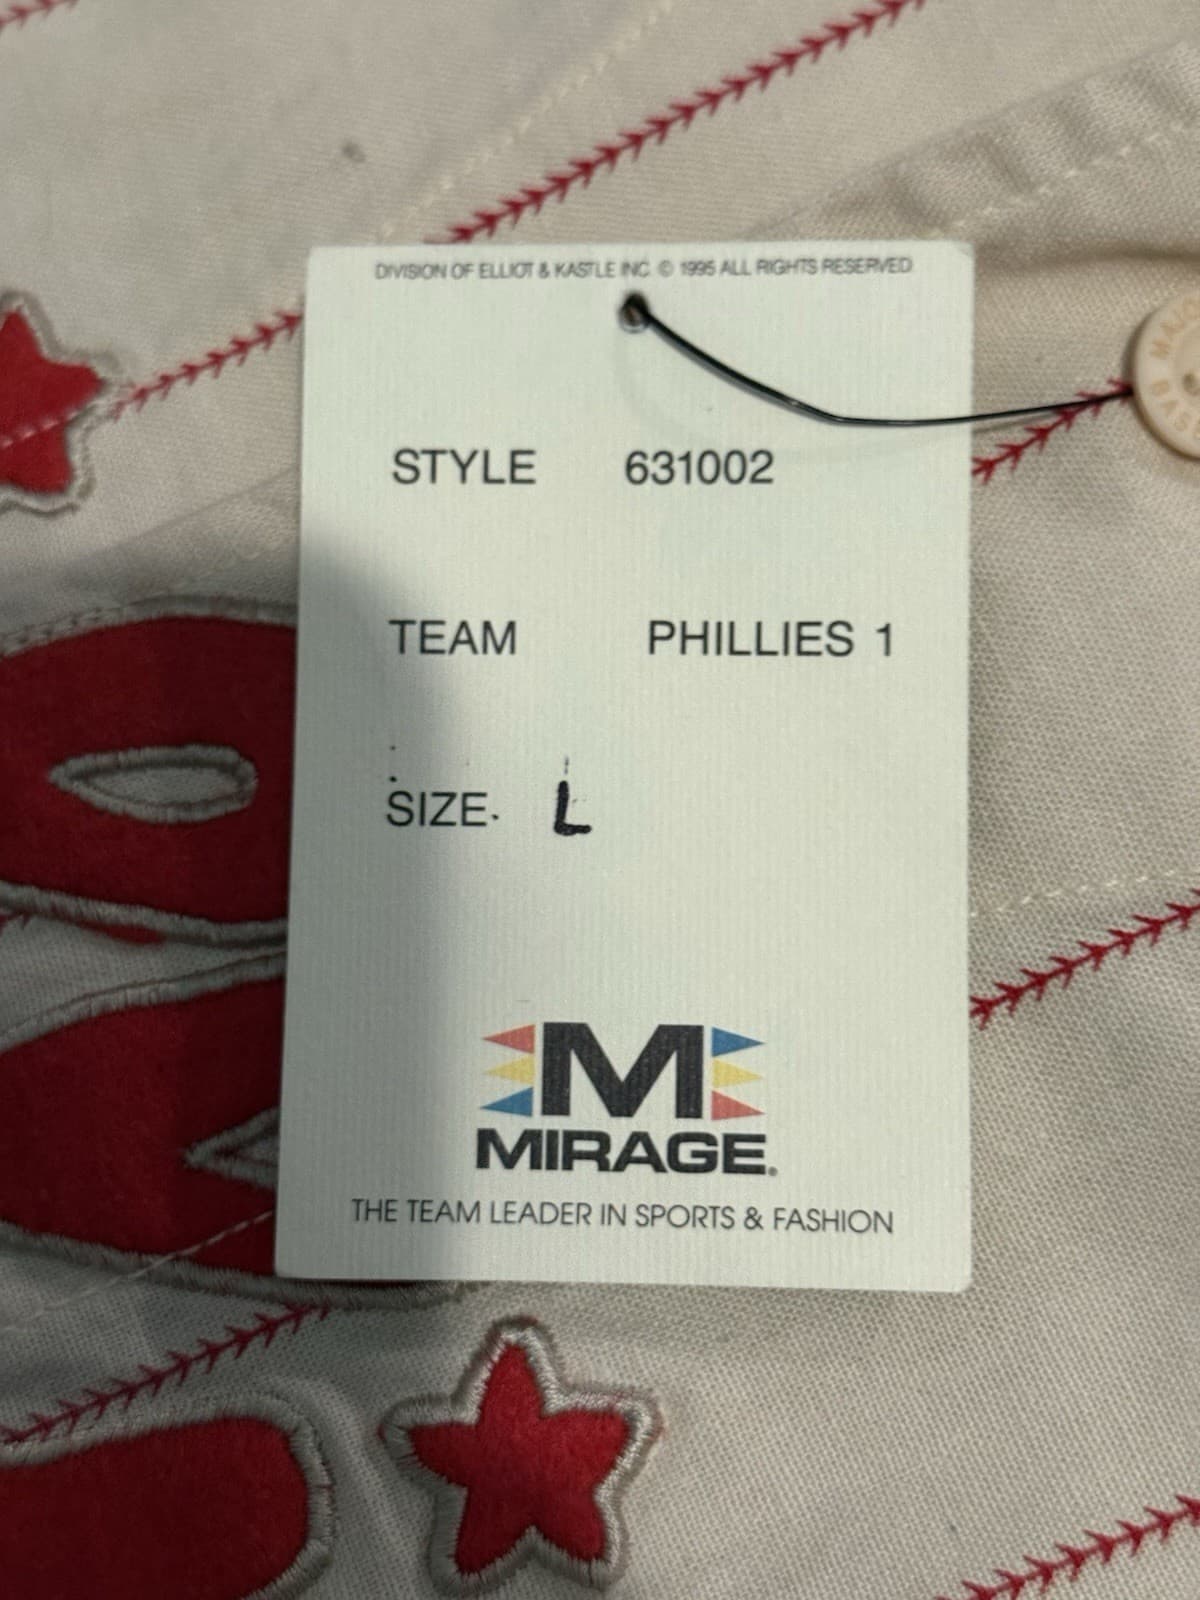 DIVISION OF ELLIOT & KASTLE INC © 1995 ALL RIGHTS RESERVED
STYLE 631002
TEAM PHILLIES 1
SIZE. L
M
MIRAGE®
THE TEAM LEADER IN SPORTS & FASHION